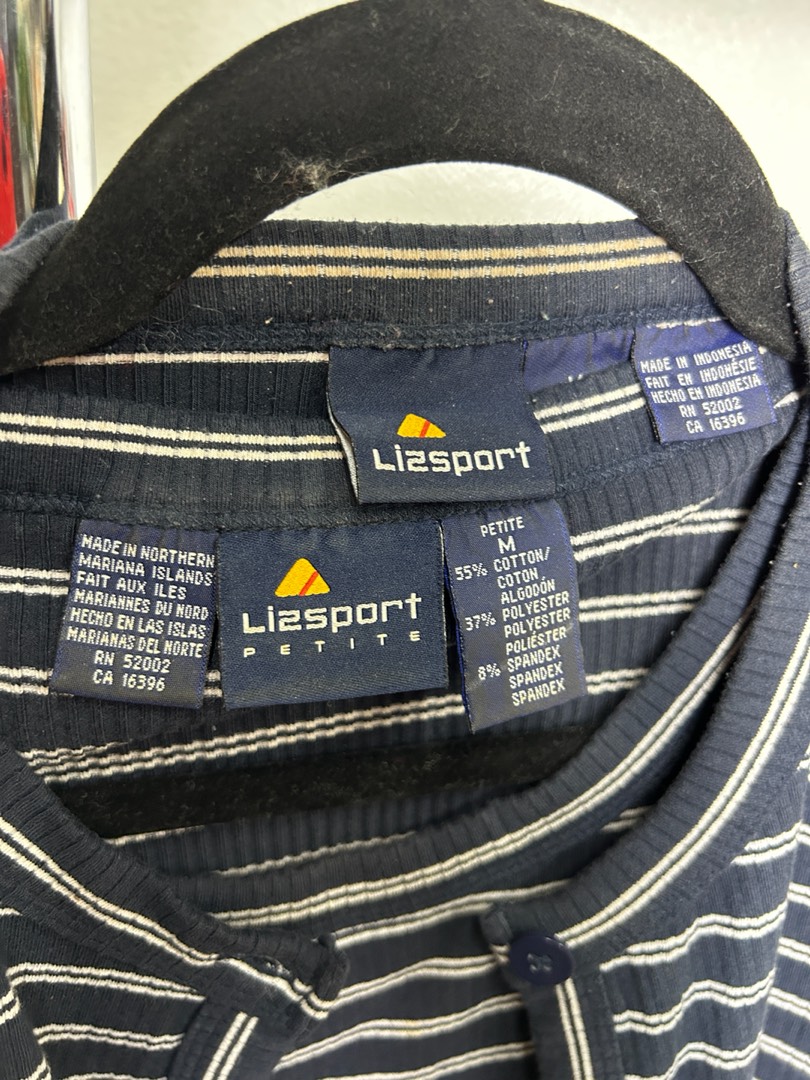 Lizsport
MADE IN INDONESIA
FAIT EN INDONÉSIE
HECHO EN INDONESIA
RN 52002
CA 16396
MADE IN NORTHERN
MARIANA ISLANDS
FAIT AUX ILES
MARIANNES DU NORD
HECHO EN LAS ISLAS
MARIANAS DEL NORTE
RN 52002
CA 16396
Lizsport
PETITE
PETITE
M
55% COTTON/
COTON
ALGODÓN
37% POLYESTER
POLYESTER
POLIÉSTER
8% SPANDEX
SPANDEX
SPANDEX